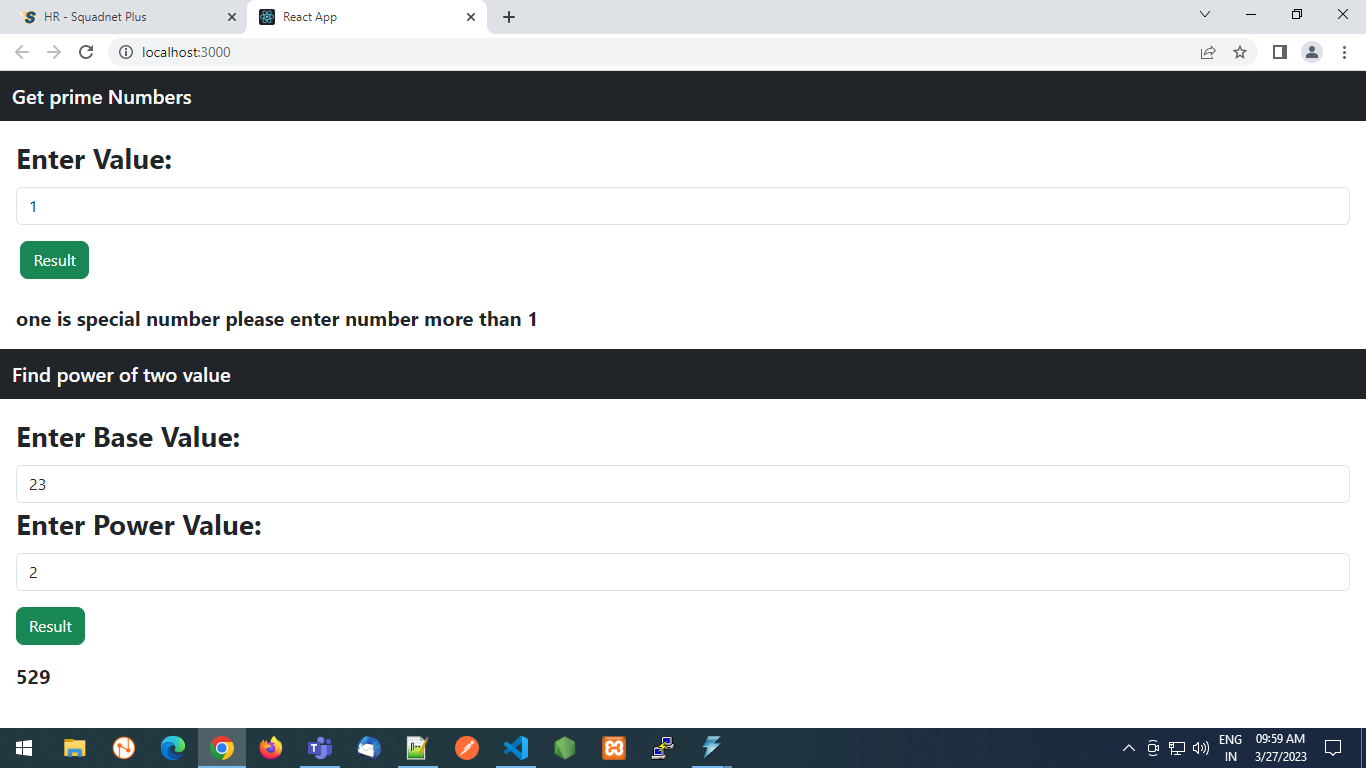 HR - Squadnet Plus
React App
localhost:3000
Get prime Numbers
Enter Value:
1
Result
one is special number please enter number more than 1
Find power of two value
Enter Base Value:
23
Enter Power Value:
2
Result
529
ENG
IN
09:59 AM
3/27/2023